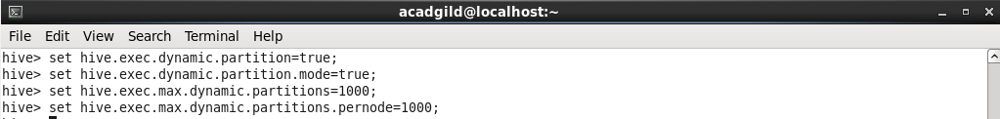 acadgild@localhost:~
File Edit View Search Terminal Help
hive> set hive.exec.dynamic.partition=true;
hive> set hive.exec.dynamic.partition.mode=true;
hive> set hive.exec.max.dynamic.partitions=1000;
hive> set hive.exec.max.dynamic.partitions.pernode=1000;